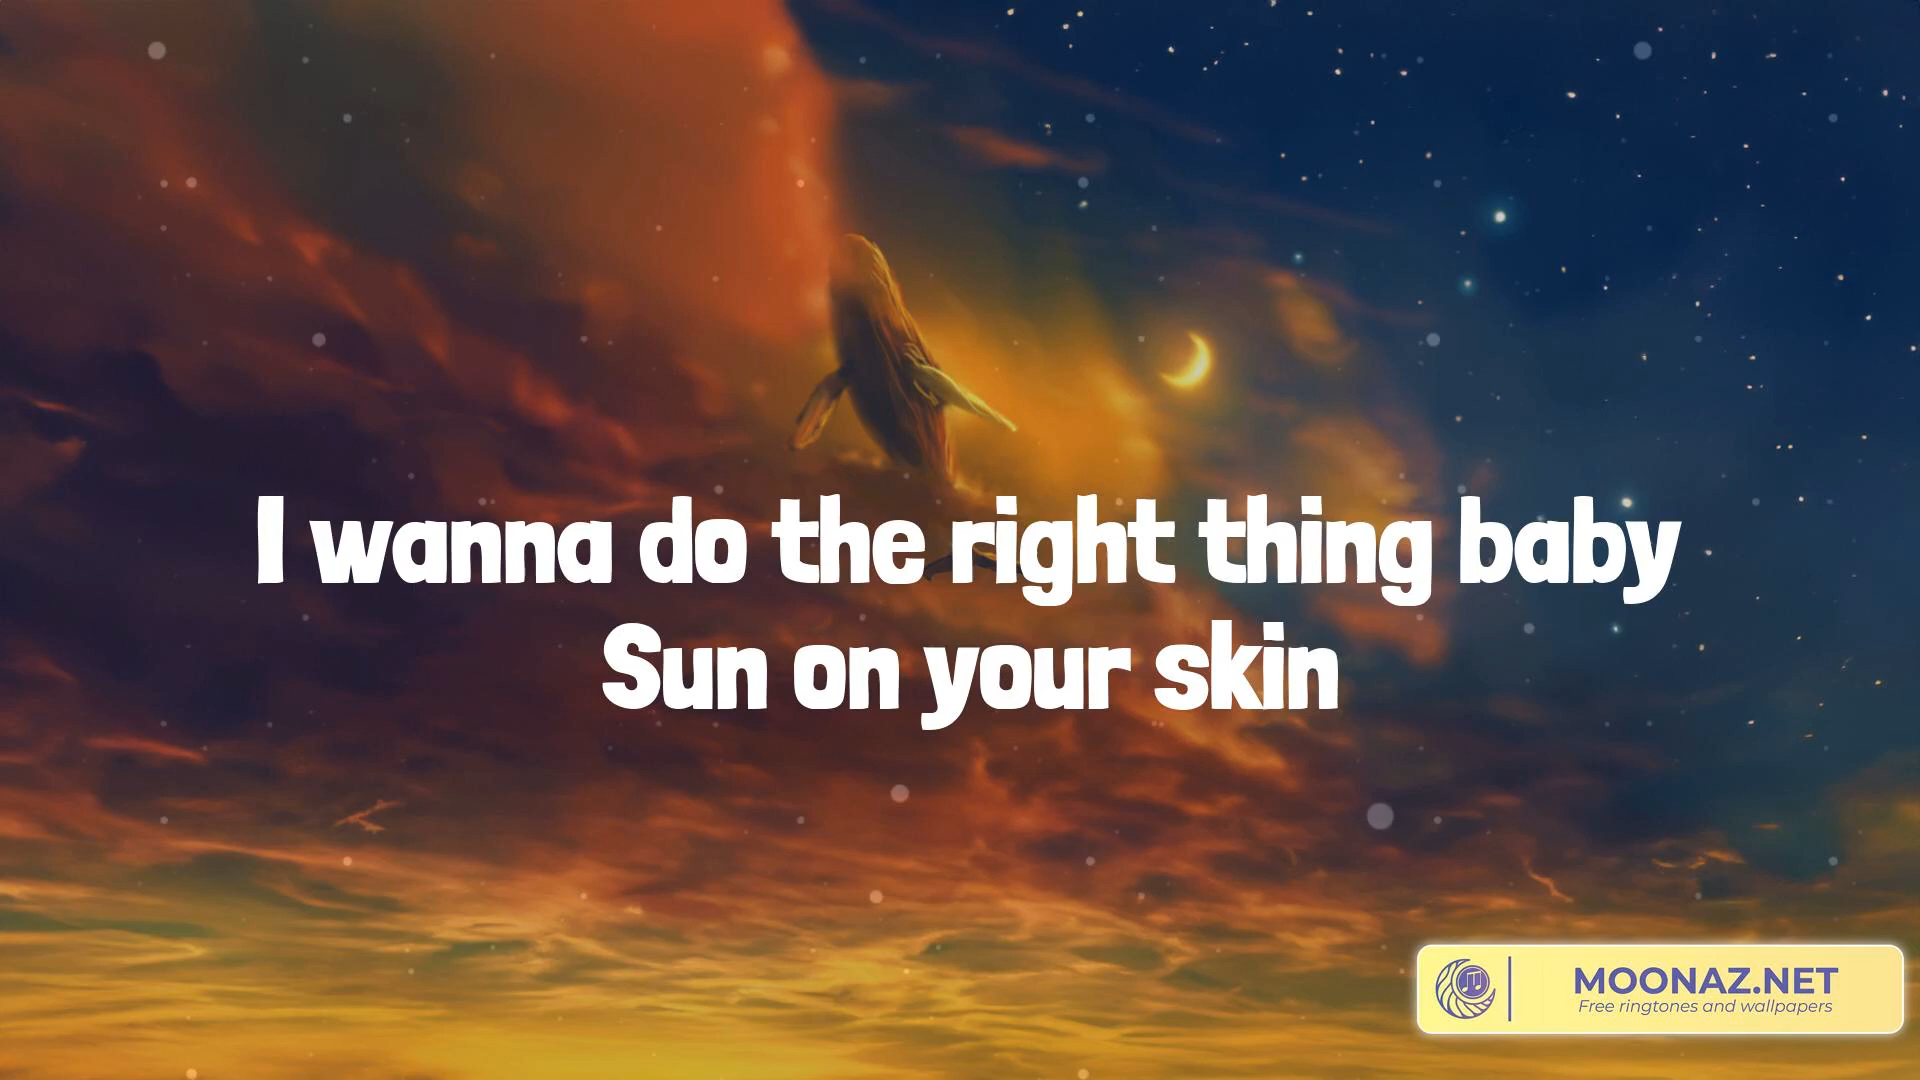 I wanna do the right thing baby
Sun on your skin
MOONAZ.NET
Free ringtones and wallpapers